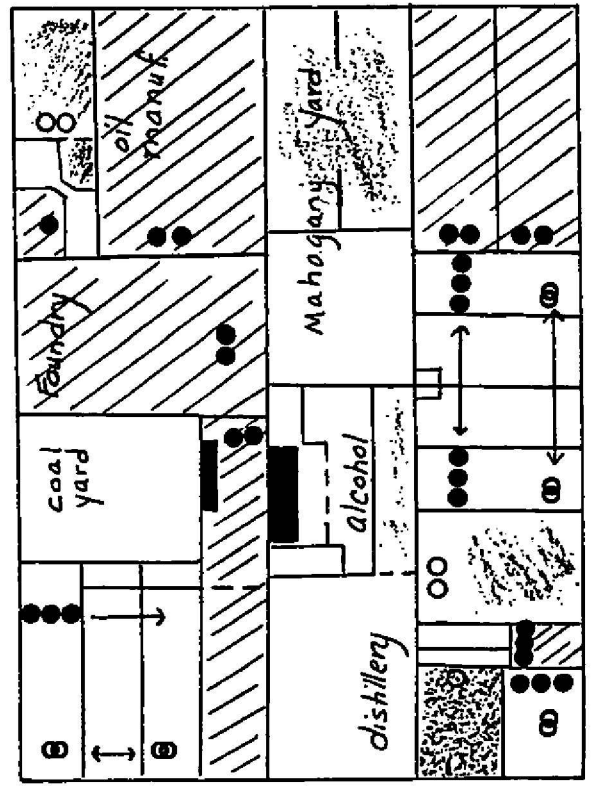 oil
manuf.
Mahogany Yard
Foundry
coal
yard
alcohol
distillery